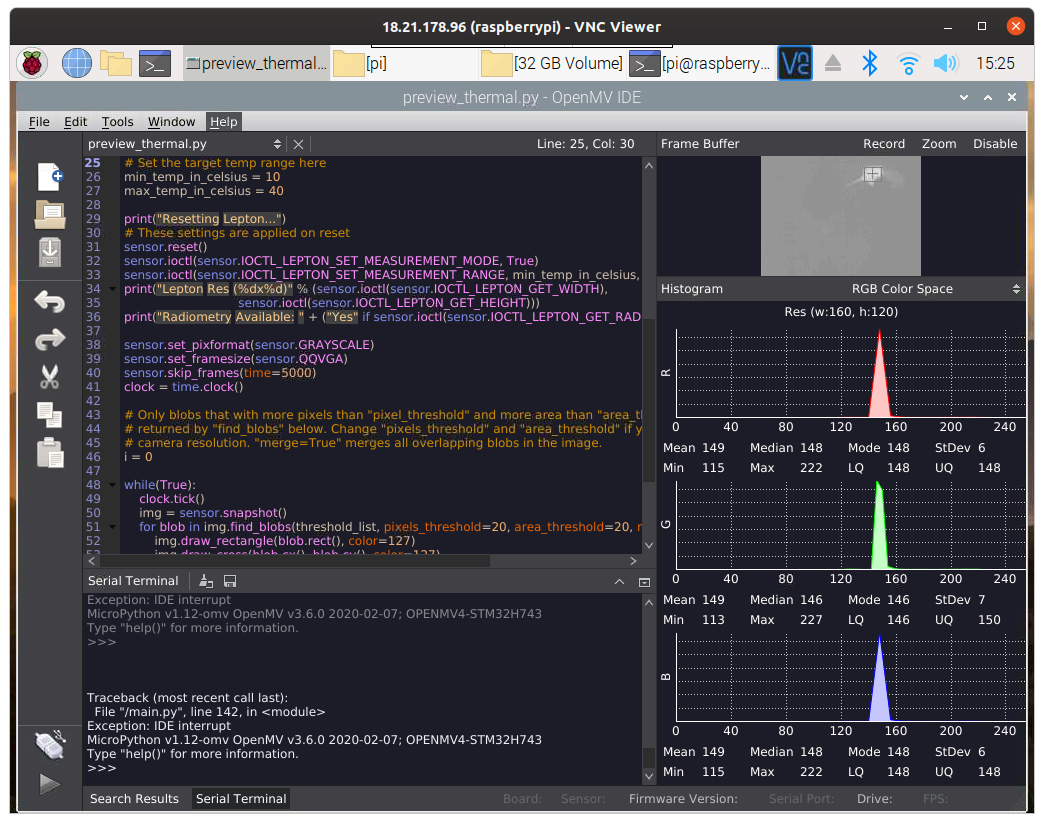 18.21.178.96 (raspberrypi) - VNC Viewer
preview_thermal... [pi] [32 GB Volume] [pi@raspberry... 15:25
preview_thermal.py - OpenMV IDE
File Edit Tools Window Help
preview_thermal.py Line: 25, Col: 30
25 # Set the target temp range here
26 min_temp_in_celsius = 10
27 max_temp_in_celsius = 40
28
29 print("Resetting Lepton...")
30 # These settings are applied on reset
31 sensor.reset()
32 sensor.ioctl(sensor.IOCTL_LEPTON_SET_MEASUREMENT_MODE, True)
33 sensor.ioctl(sensor.IOCTL_LEPTON_SET_MEASUREMENT_RANGE, min_temp_in_celsius,
34 print("Lepton Res (%dx%d)" % (sensor.ioctl(sensor.IOCTL_LEPTON_GET_WIDTH),
35 sensor.ioctl(sensor.IOCTL_LEPTON_GET_HEIGHT)))
36 print("Radiometry Available: " + ("Yes" if sensor.ioctl(sensor.IOCTL_LEPTON_GET_RAD
37
38 sensor.set_pixformat(sensor.GRAYSCALE)
39 sensor.set_framesize(sensor.QQVGA)
40 sensor.skip_frames(time=5000)
41 clock = time.clock()
42
43 # Only blobs that with more pixels than "pixel_threshold" and more area than "area_tl
44 # returned by "find_blobs" below. Change "pixels_threshold" and "area_threshold" if y
45 # camera resolution. "merge=True" merges all overlapping blobs in the image.
46 i = 0
47
48 while(True):
49 clock.tick()
50 img = sensor.snapshot()
51 for blob in img.find_blobs(threshold_list, pixels_threshold=20, area_threshold=20, r
52 img.draw_rectangle(blob.rect(), color=127)
53 img.draw_cross(blob.cx(), blob.cy(), color=127)
Serial Terminal
Exception: IDE interrupt
MicroPython v1.12-omv OpenMV v3.6.0 2020-02-07; OPENMV4-STM32H743
Type "help()" for more information.
>>>
Traceback (most recent call last):
File "/main.py", line 142, in <module>
Exception: IDE interrupt
MicroPython v1.12-omv OpenMV v3.6.0 2020-02-07; OPENMV4-STM32H743
Type "help()" for more information.
>>>
Search Results Serial Terminal
Frame Buffer Record Zoom Disable
Histogram RGB Color Space
Res (w:160, h:120)
R
0 40 80 120 160 200 240
Mean 149 Median 148 Mode 148 StDev 6
Min 115 Max 222 LQ 148 UQ 148
G
0 40 80 120 160 200 240
Mean 149 Median 146 Mode 146 StDev 7
Min 113 Max 227 LQ 146 UQ 150
B
0 40 80 120 160 200 240
Mean 149 Median 148 Mode 148 StDev 6
Min 115 Max 222 LQ 148 UQ 148
Board: Sensor: Firmware Version: Serial Port: Drive: FPS: